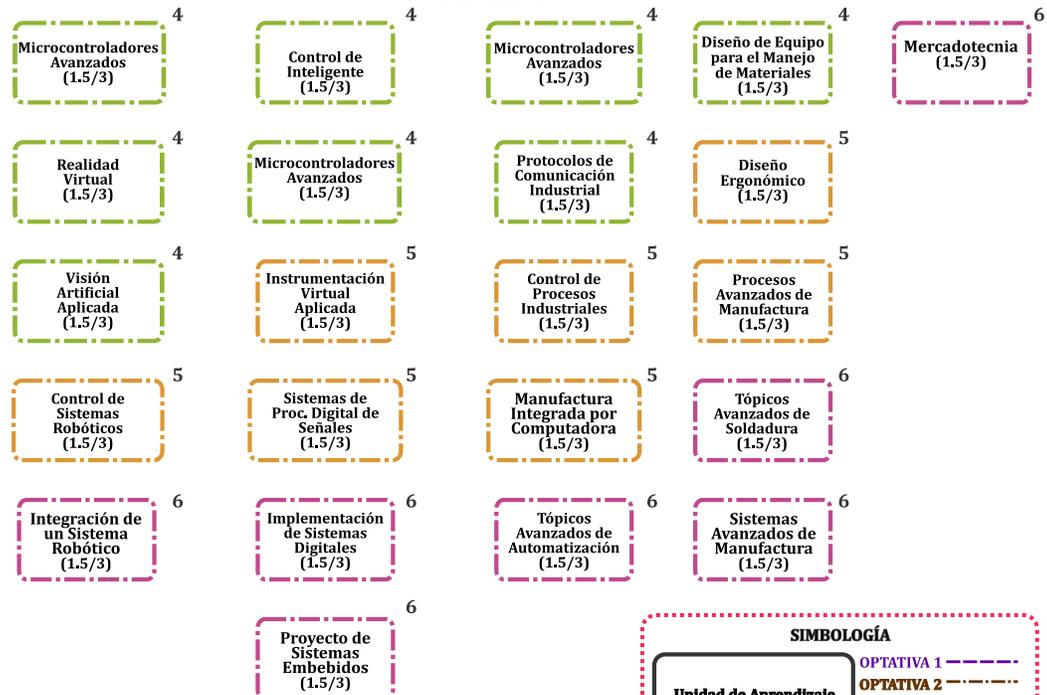 4
Microcontroladores
Avanzados
(1.5/3)
4
Control de
Inteligente
(1.5/3)
4
Microcontroladores
Avanzados
(1.5/3)
4
Diseño de Equipo
para el Manejo
de Materiales
(1.5/3)
6
Mercadotecnia
(1.5/3)
4
Realidad
Virtual
(1.5/3)
4
Microcontroladores
Avanzados
(1.5/3)
4
Protocolos de
Comunicación
Industrial
(1.5/3)
5
Diseño
Ergonómico
(1.5/3)
4
Visión
Artificial
Aplicada
(1.5/3)
5
Instrumentación
Virtual
Aplicada
(1.5/3)
5
Control de
Procesos
Industriales
(1.5/3)
5
Procesos
Avanzados de
Manufactura
(1.5/3)
5
Control de
Sistemas
Robóticos
(1.5/3)
5
Sistemas de
Proc. Digital de
Señales
(1.5/3)
5
Manufactura
Integrada por
Computadora
(1.5/3)
6
Tópicos
Avanzados de
Soldadura
(1.5/3)
6
Integración de
un Sistema
Robótico
(1.5/3)
6
Implementación
de Sistemas
Digitales
(1.5/3)
6
Tópicos
Avanzados de
Automatización
(1.5/3)
6
Sistemas
Avanzados de
Manufactura
(1.5/3)
6
Proyecto de
Sistemas
Embebidos
(1.5/3)
SIMBOLOGÍA
OPTATIVA 1
OPTATIVA 2
Unidad de Aprendizaje